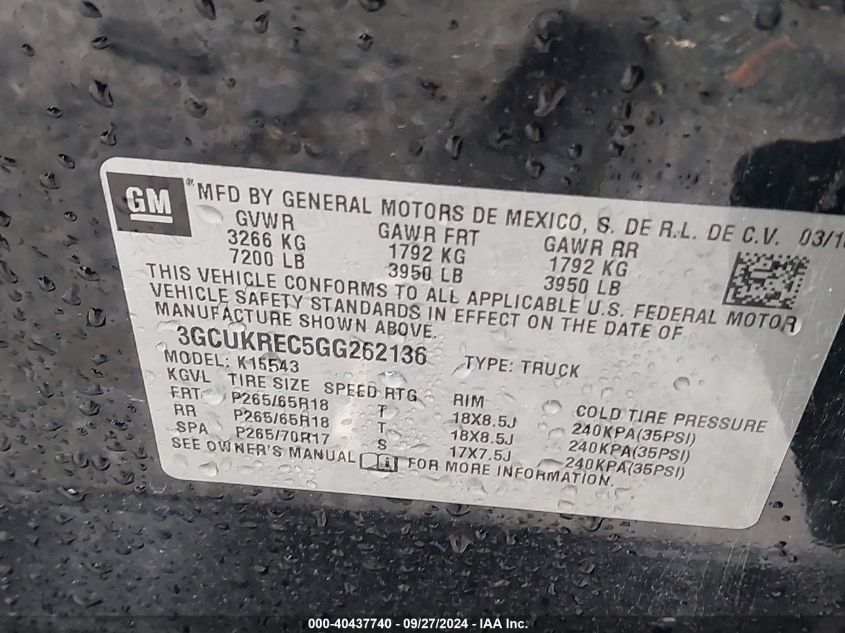 GM ® MFD BY GENERAL MOTORS DE MEXICO, S. DE R.L. DE C.V. 03/1
GVWR GAWR FRT GAWR RR
3266 KG 1792 KG 1792 KG
7200 LB 3950 LB 3950 LB
THIS VEHICLE CONFORMS TO ALL APPLICABLE U.S. FEDERAL MOTOR
VEHICLE SAFETY STANDARDS IN EFFECT ON THE DATE OF
MANUFACTURE SHOWN ABOVE.
3GCUKREC5GG262136
MODEL: K15543 TYPE: TRUCK
KGVL TIRE SIZE SPEED RTG RIM COLD TIRE PRESSURE
FRT P265/65R18 T 18X8.5J 240KPA(35PSI)
RR P265/65R18 T 18X8.5J 240KPA(35PSI)
SPA P265/70R17 S 17X7.5J 240KPA(35PSI)
SEE OWNER'S MANUAL FOR MORE INFORMATION.
000-40437740 - 09/27/2024 - IAA Inc.